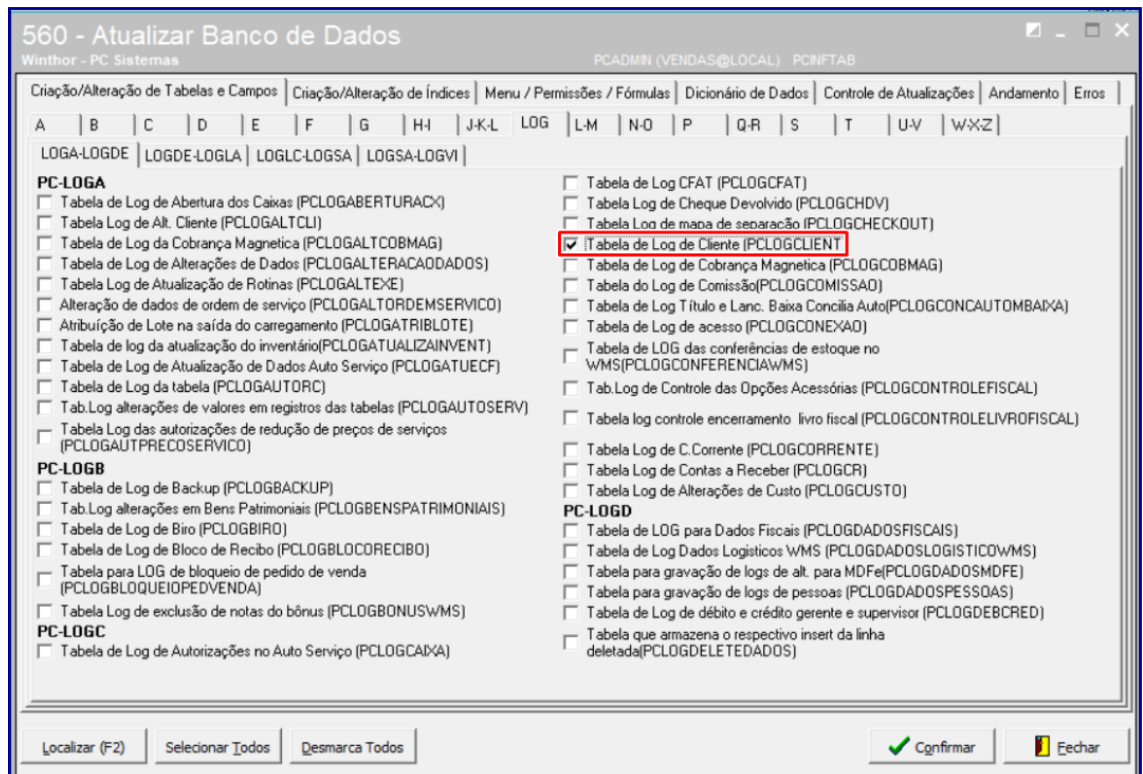 560 - Atualizar Banco de Dados
Winthor - PC Sistemas
PCADMIN (VENDAS@LOCAL) PCINFTAB
Criação/Alteração de Tabelas e Campos
Criação/Alteração de Índices
Menu / Permissões / Fórmulas
Dicionário de Dados
Controle de Atualizações
Andamento
Erros
A
B
C
D
E
F
G
H-I
J-K-L
LOG
L-M
N-O
P
Q-R
S
T
U-V
W-X-Z
LOGA-LOGDE
LOGDE-LOGLA
LOGLC-LOGSA
LOGSA-LOGVI
PC-LOGA
Tabela de Log de Abertura dos Caixas (PCLOGABERTURACX)
Tabela Log de Alt. Cliente (PCLOGALTCLI)
Tabela de Log da Cobrança Magnetica (PCLOGALTCOBMAG)
Tabela de Log de Alterações de Dados (PCLOGALTERACAODADOS)
Tabela de Log de Atualização de Rotinas (PCLOGALTEXE)
Alteração de dados de ordem de serviço (PCLOGALTORDEMSERVICO)
Atribuíção de Lote na saída do carregamento (PCLOGATRIBLOTE)
Tabela de log da atualização do inventário(PCLOGATUALIZAINVENT)
Tabela de Log de Atualização de Dados Auto Serviço (PCLOGATUECF)
Tabela de Log da tabela (PCLOGAUTORC)
Tab.Log alterações de valores em registros das tabelas (PCLOGAUTOSERV)
Tabela Log das autorizações de redução de preços de serviços
(PCLOGAUTPRECOSERVICO)
PC-LOGB
Tabela de Log de Backup (PCLOGBACKUP)
Tab.Log alterações em Bens Patrimoniais (PCLOGBENSPATRIMONIAIS)
Tabela de Log de Biro (PCLOGBIRO)
Tabela de Log de Bloco de Recibo (PCLOGBLOCORECIBO)
Tabela para LOG de bloqueio de pedido de venda
(PCLOGBLOQUEIOPEDVENDA)
Tabela Log de exclusão de notas do bônus (PCLOGBONUSWMS)
PC-LOGC
Tabela de Log de Autorizações no Auto Serviço (PCLOGCAIXA)
Tabela de Log CFAT (PCLOGCFAT)
Tabela de Log de Cheque Devolvido (PCLOGCHDV)
Tabela Log de mapa de separação (PCLOGCHECKOUT)
Tabela de Log de Cliente (PCLOGCLIENT
Tabela de Log de Cobrança Magnetica (PCLOGCOBMAG)
Tabela do Log de Comissão(PCLOGCOMISSAO)
Tabela de Log Título e Lanc. Baixa Concilia Auto(PCLOGCONCAUTOMBAIXA)
Tabela de Log de acesso (PCLOGCONEXAO)
Tabela de LOG das conferências de estoque no
WMS(PCLOGCONFERENCIAWMS)
Tab.Log de Controle das Opções Acessórias (PCLOGCONTROLEFISCAL)
Tabela log controle encerramento livro fiscal (PCLOGCONTROLELIVROFISCAL)
Tabela Log de C.Corrente (PCLOGCORRENTE)
Tabela Log de Contas a Receber (PCLOGCR)
Tabela Log de Alterações de Custo (PCLOGCUSTO)
PC-LOGD
Tabela de LOG para Dados Fiscais (PCLOGDADOSFISCAIS)
Tabela de Log Dados Logisticos WMS (PCLOGDADOSLOGISTICOWMS)
Tabela para gravação de logs de alt. para MDFe(PCLOGDADOSMDFE)
Tabela para gravação de logs de pessoas (PCLOGDADOSPESSOAS)
Tabela de Log de débito e crédito gerente e supervisor (PCLOGDEBCRED)
Tabela que armazena o respectivo insert da linha
deletada(PCLOGDELETEDADOS)
Localizar (F2)
Selecionar Todos
Desmarca Todos
Confirmar
Fechar